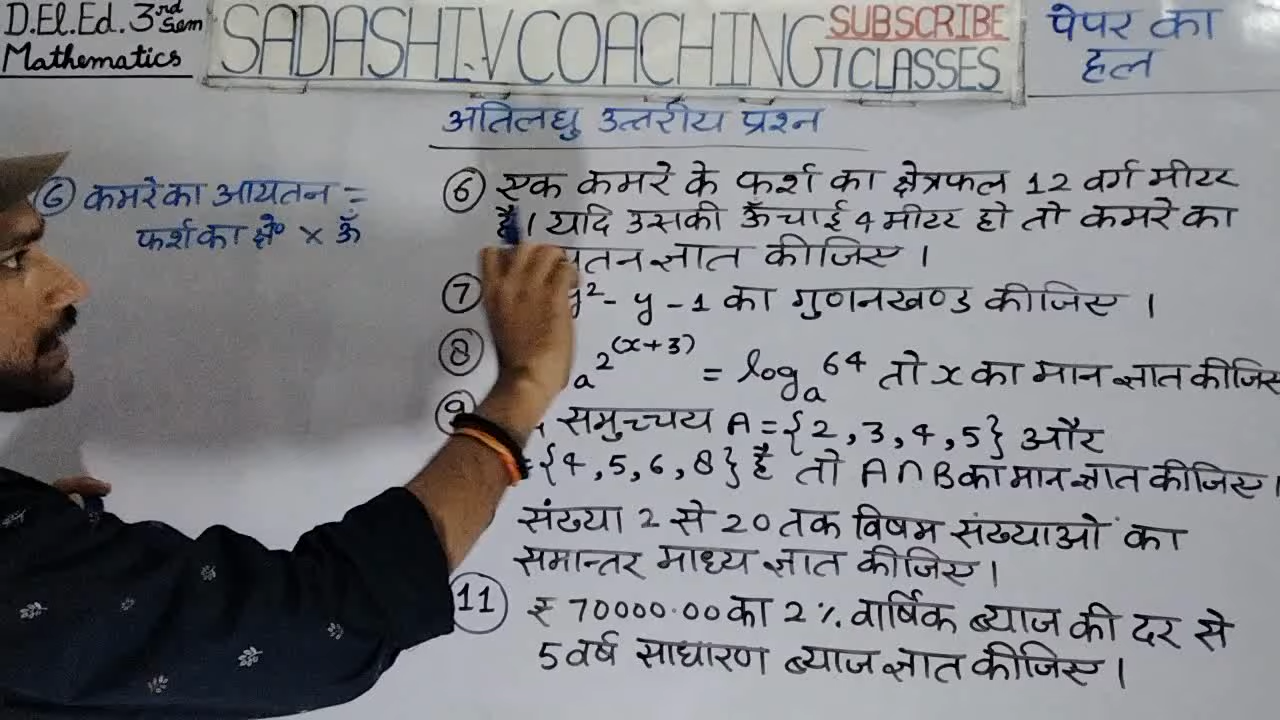 D.El.Ed. 3rd Sem
Mathematics
SADASHIV COACHING CLASSES
SUBSCRIBE
पेपर का
हल
अतिलघु उत्तरीय प्रश्न
⑥ कमरे का आयतन =
फर्श का क्षे० × ऊँ
⑥ एक कमरे के फर्श का क्षेत्रफल 12 वर्ग मीटर
है। यदि उसकी ऊँचाई 4 मीटर हो तो कमरे का
ज्ञात कीजिए।
⑦ y² - y - 1 का गुणनखण्ड कीजिए।
⑧ a 2^(x+3) = log_a 64 तो x का मान ज्ञात कीजिए
⑨ समुच्चय A = {2, 3, 4, 5} और
= {4, 5, 6, 8} है तो A∩B का मान ज्ञात कीजिए।
संख्या 2 से 20 तक विषम संख्याओं का
समान्तर माध्य ज्ञात कीजिए।
⑪ ₹ 70000.00 का 2% वार्षिक ब्याज की दर से
5 वर्ष साधारण ब्याज ज्ञात कीजिए।